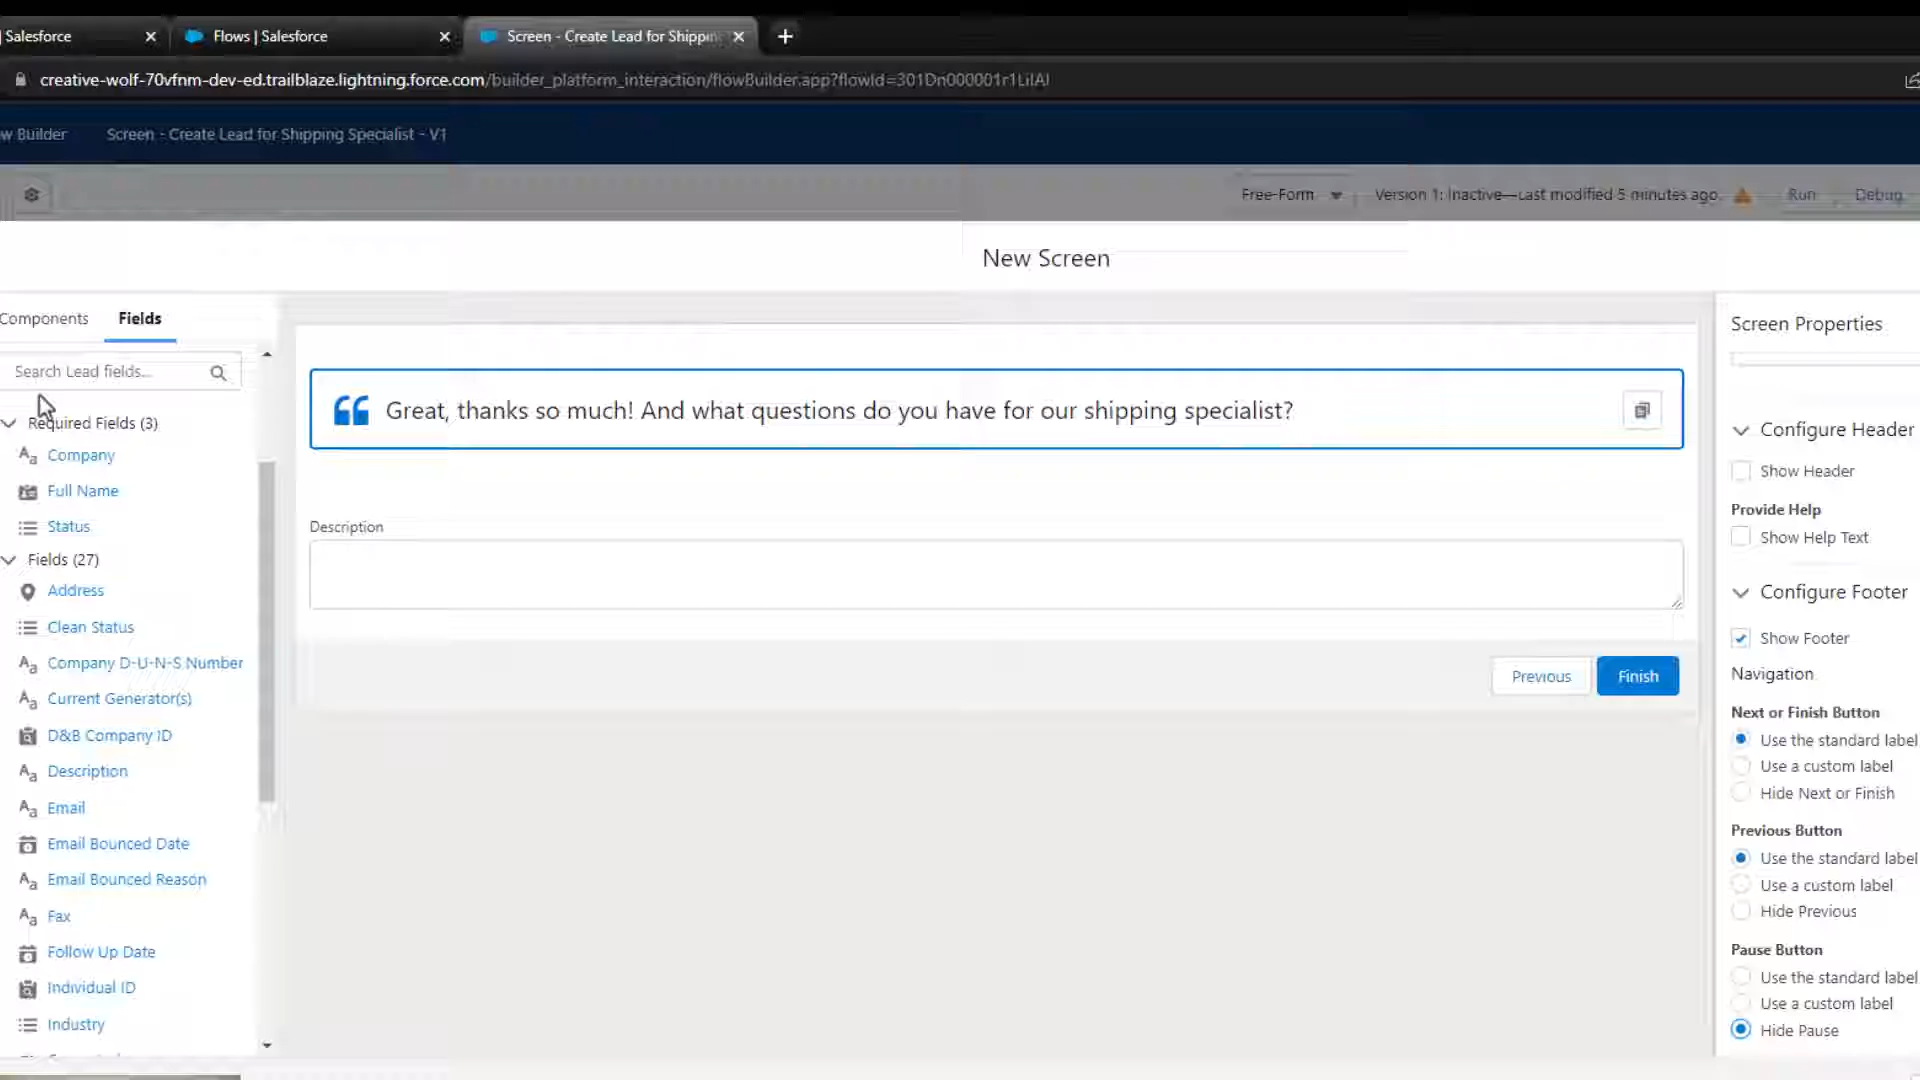 Salesforce
Flows | Salesforce
Screen - Create Lead for Shippin
creative-wolf-70vfnm-dev-ed.trailblaze.lightning.force.com/builder_platform_interaction/flowBuilder.app?flowId=301Dn000001r1LiIAI
w Builder
Screen - Create Lead for Shipping Specialist - V1
Free-Form
Version 1: Inactive—Last modified 5 minutes ago
Run
Debug
New Screen
Components
Fields
Search Lead fields...
Required Fields (3)
Company
Full Name
Status
Fields (27)
Address
Clean Status
Company D-U-N-S Number
Current Generator(s)
D&B Company ID
Description
Email
Email Bounced Date
Email Bounced Reason
Fax
Follow Up Date
Individual ID
Industry
Great, thanks so much! And what questions do you have for our shipping specialist?
Description
Previous
Finish
Screen Properties
Configure Header
Show Header
Provide Help
Show Help Text
Configure Footer
Show Footer
Navigation
Next or Finish Button
Use the standard label
Use a custom label
Hide Next or Finish
Previous Button
Use the standard label
Use a custom label
Hide Previous
Pause Button
Use the standard label
Use a custom label
Hide Pause